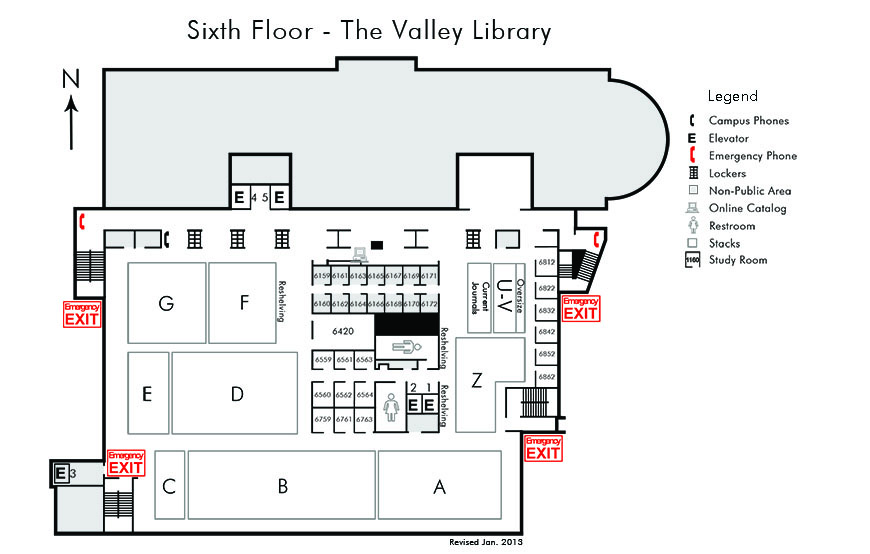 Sixth Floor - The Valley Library
N
Legend
Campus Phones
E Elevator
Emergency Phone
Lockers
Non-Public Area
Online Catalog
Restroom
Stacks
1160 Study Room
E 4 5 E
6159 6161 6163 6165 6167 6169 6171
6160 6162 6164 6166 6168 6170 6172
6420
6559 6561 6563
6560 6562 6564
6759 6761 6763
6812
6822
6832
6842
6852
6862
G
F
Reshelving
Current
Journals
U-V
Oversize
Emergency
EXIT
Emergency
EXIT
Reshelving
E
D
Z
2 1
E E
Reshelving
Emergency
EXIT
Emergency
EXIT
E 3
C
B
A
Revised Jan. 2013